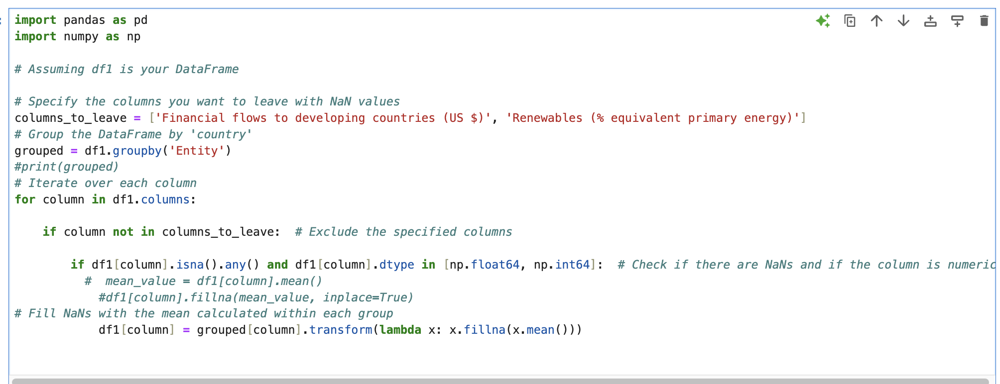 import pandas as pd
import numpy as np
# Assuming df1 is your DataFrame
# Specify the columns you want to leave with NaN values
columns_to_leave = ['Financial flows to developing countries (US $)', 'Renewables (% equivalent primary energy)']
# Group the DataFrame by 'country'
grouped = df1.groupby('Entity')
#print(grouped)
# Iterate over each column
for column in df1.columns:
    if column not in columns_to_leave:  # Exclude the specified columns
        if df1[column].isna().any() and df1[column].dtype in [np.float64, np.int64]:  # Check if there are NaNs and if the column is numeric
          #  mean_value = df1[column].mean()
            #df1[column].fillna(mean_value, inplace=True)
# Fill NaNs with the mean calculated within each group
            df1[column] = grouped[column].transform(lambda x: x.fillna(x.mean()))